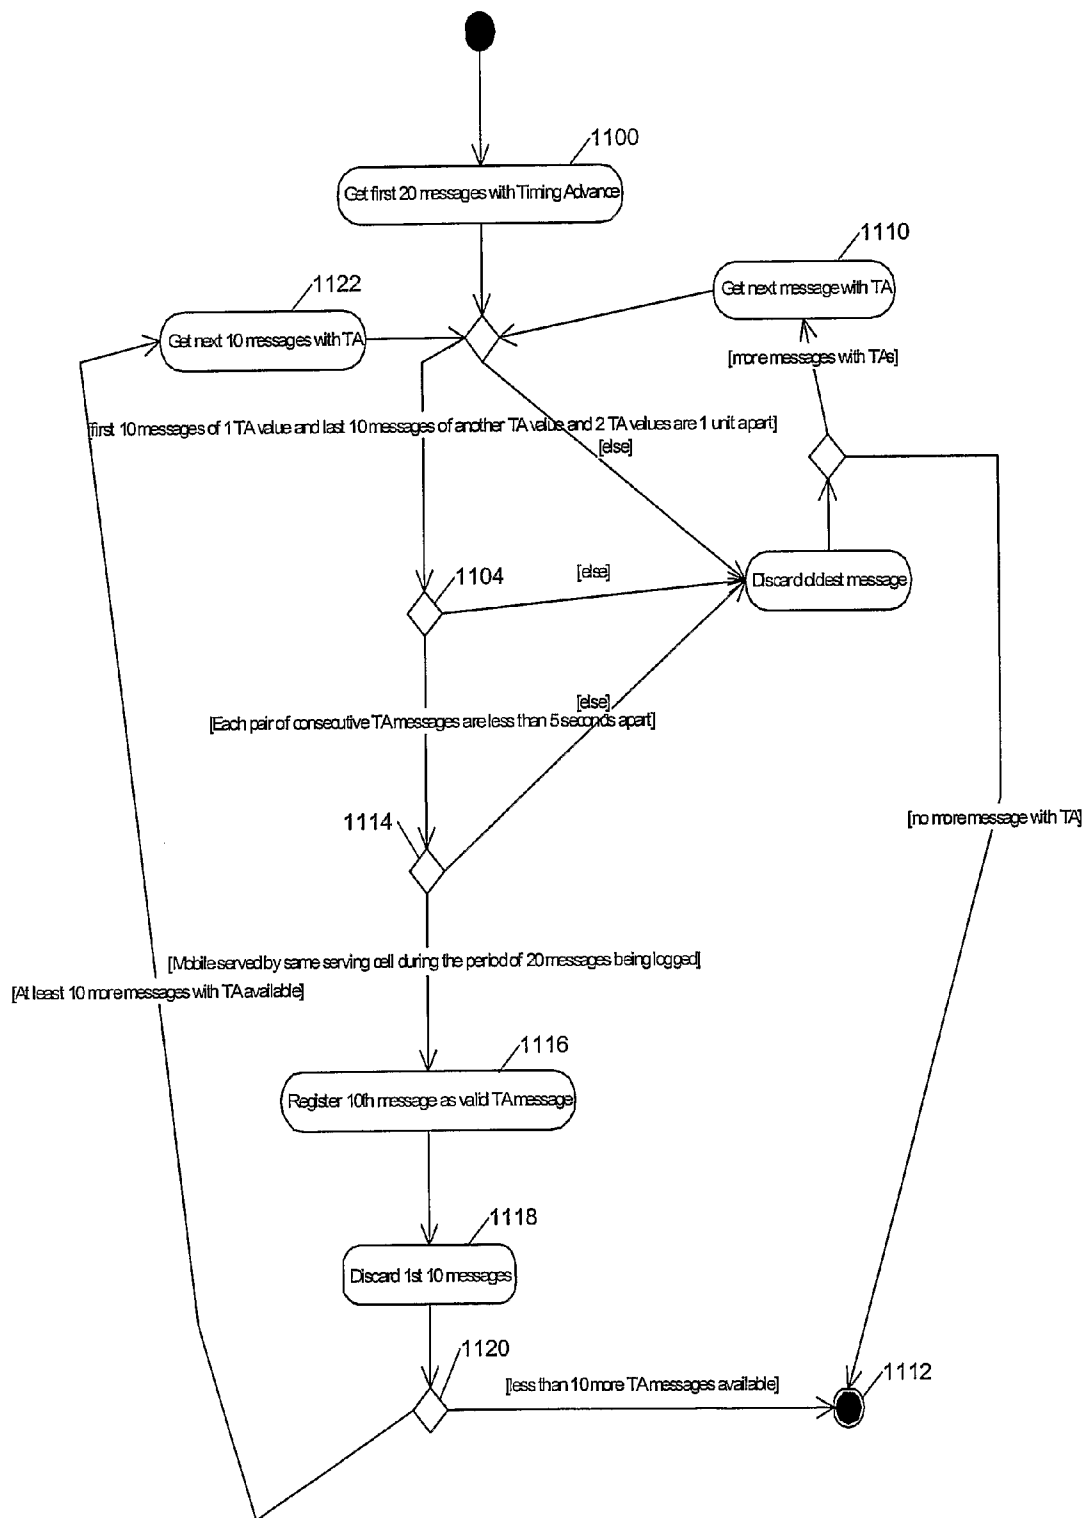 1100
Get first 20 messages with Timing Advance
1110
Get next message with TA
1122
Get next 10 messages with TA
[more messages with TAs]
[first 10 messages of 1 TA value and last 10 messages of another TA value and 2 TA values are 1 unit apart]
[else]
1104
[else]
Discard oldest message
[else]
[Each pair of consecutive TA messages are less than 5 seconds apart]
1114
[no more message with TA]
[Mobile served by same serving cell during the period of 20 messages being logged]
[At least 10 more messages with TA available]
1116
Register 10th message as valid TA message
1118
Discard 1st 10 messages
1120
[less than 10 more TA messages available]
1112